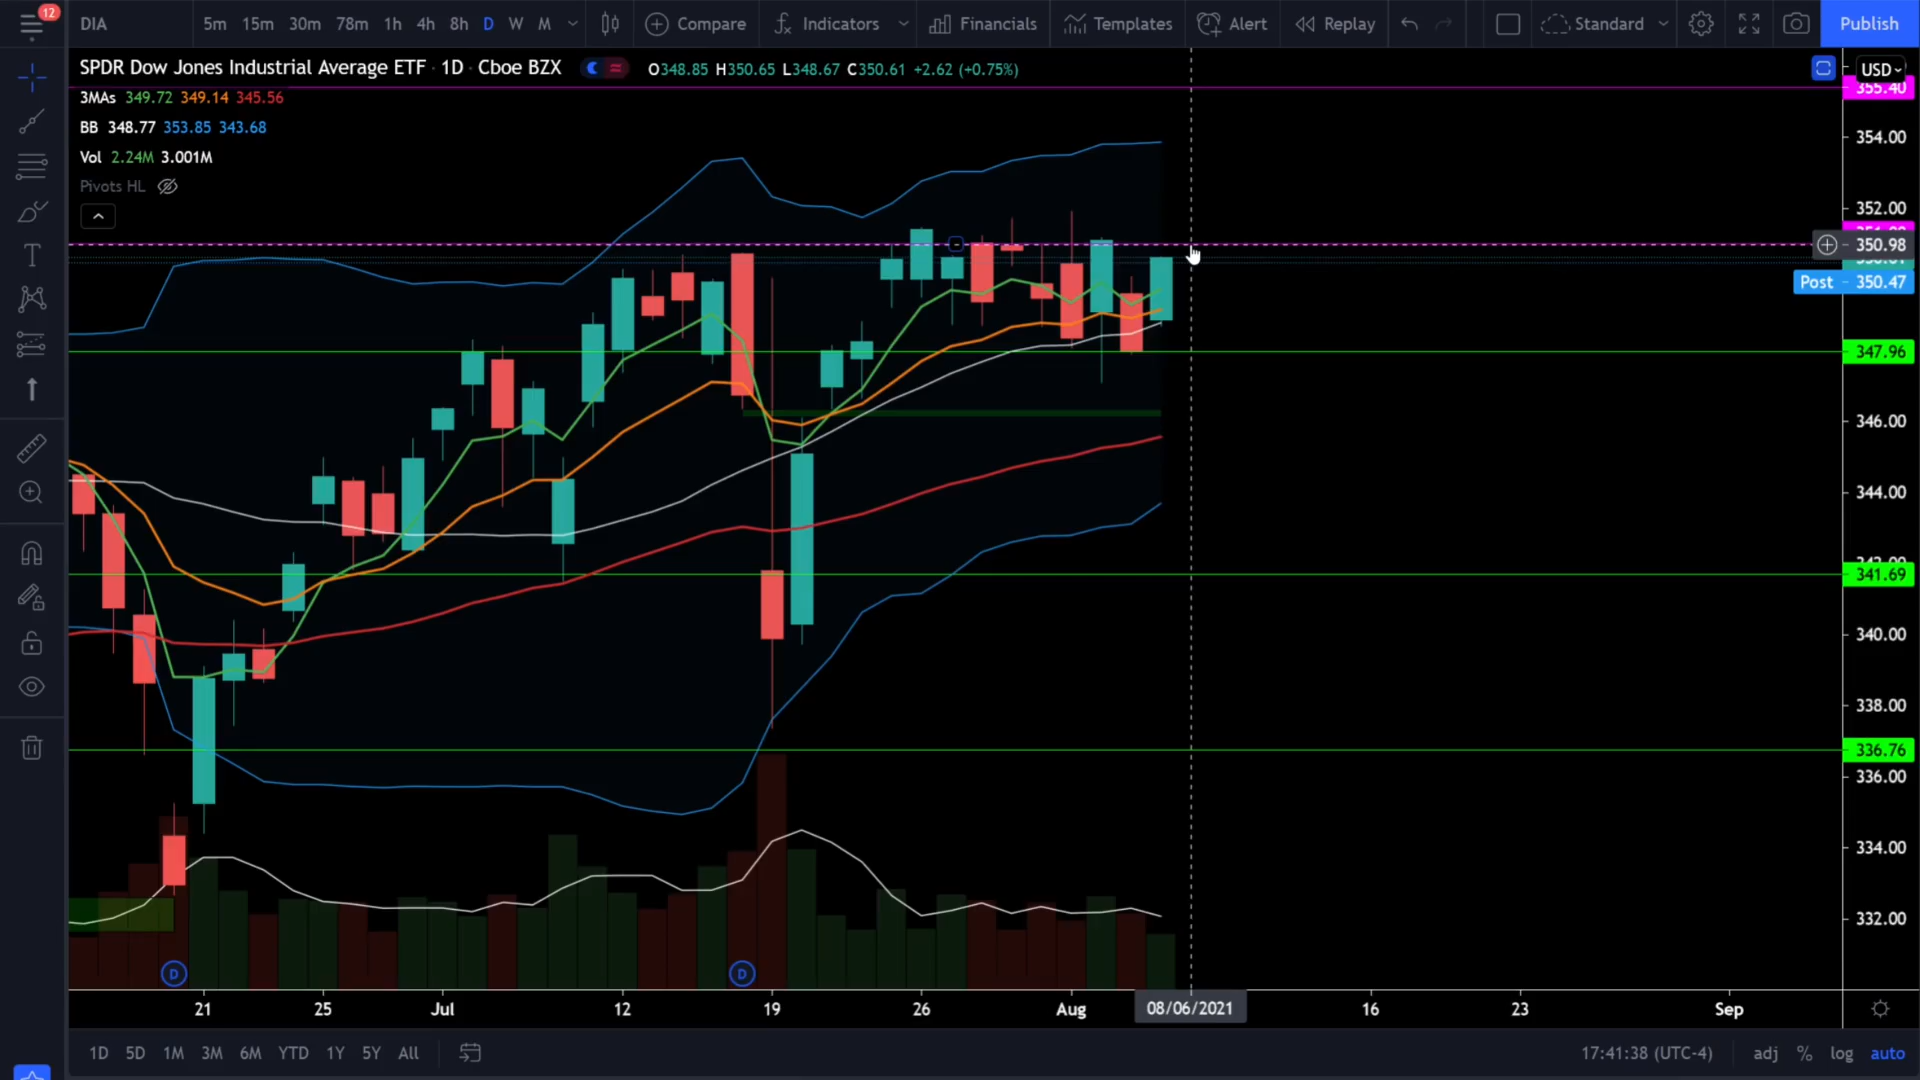 12
DIA 5m 15m 30m 78m 1h 4h 8h D W M Compare Indicators Financials Templates Alert Replay Standard Publish
SPDR Dow Jones Industrial Average ETF · 1D · Cboe BZX O348.85 H350.65 L348.67 C350.61 +2.62 (+0.75%)
USD
3MAs 349.72 349.14 345.56
355.40
BB 348.77 353.85 343.68
354.00
Vol 2.24M 3.001M
Pivots HL
352.00
350.98
Post 350.47
347.96
346.00
344.00
341.69
340.00
338.00
336.76
336.00
334.00
332.00
D D
21 25 Jul 12 19 26 Aug 08/06/2021 16 23 Sep
1D 5D 1M 3M 6M YTD 1Y 5Y All 17:41:38 (UTC-4) adj % log auto